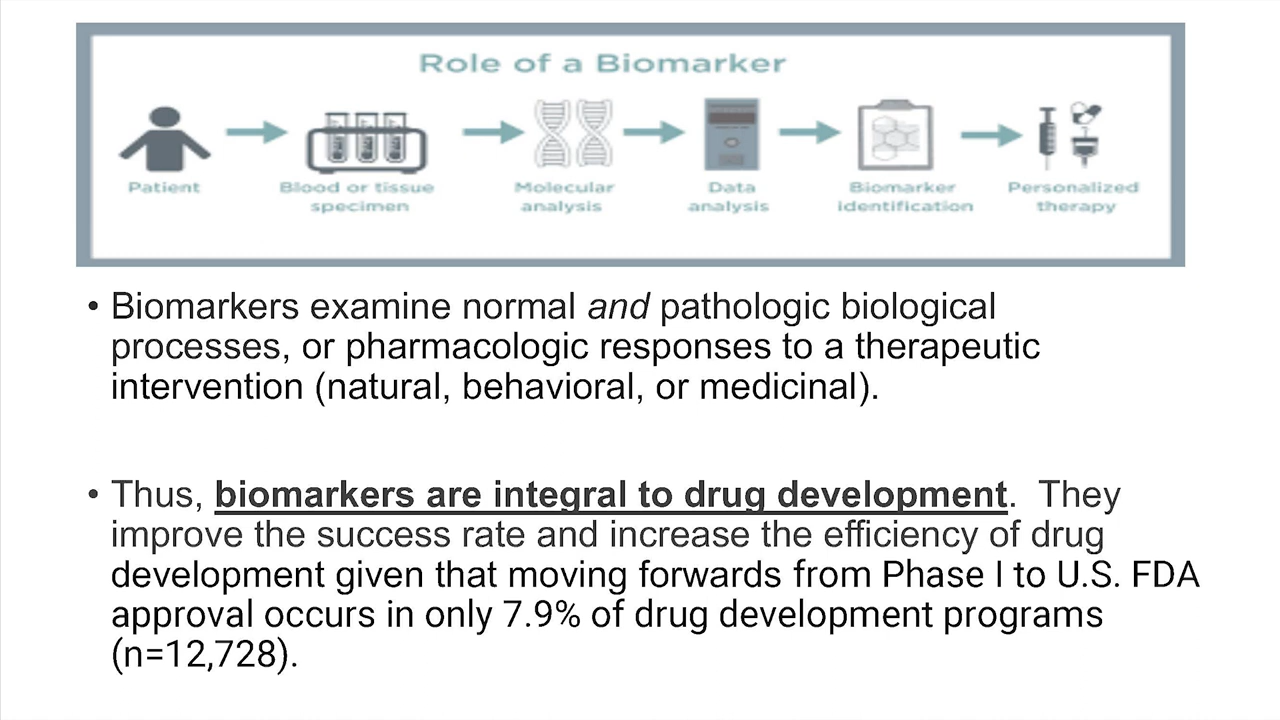 Role of a Biomarker
Patient
Blood or tissue
specimen
Molecular
analysis
Data
analysis
Biomarker
identification
Personalized
therapy
• Biomarkers examine normal and pathologic biological
processes, or pharmacologic responses to a therapeutic
intervention (natural, behavioral, or medicinal).
• Thus, biomarkers are integral to drug development. They
improve the success rate and increase the efficiency of drug
development given that moving forwards from Phase I to U.S. FDA
approval occurs in only 7.9% of drug development programs
(n=12,728).